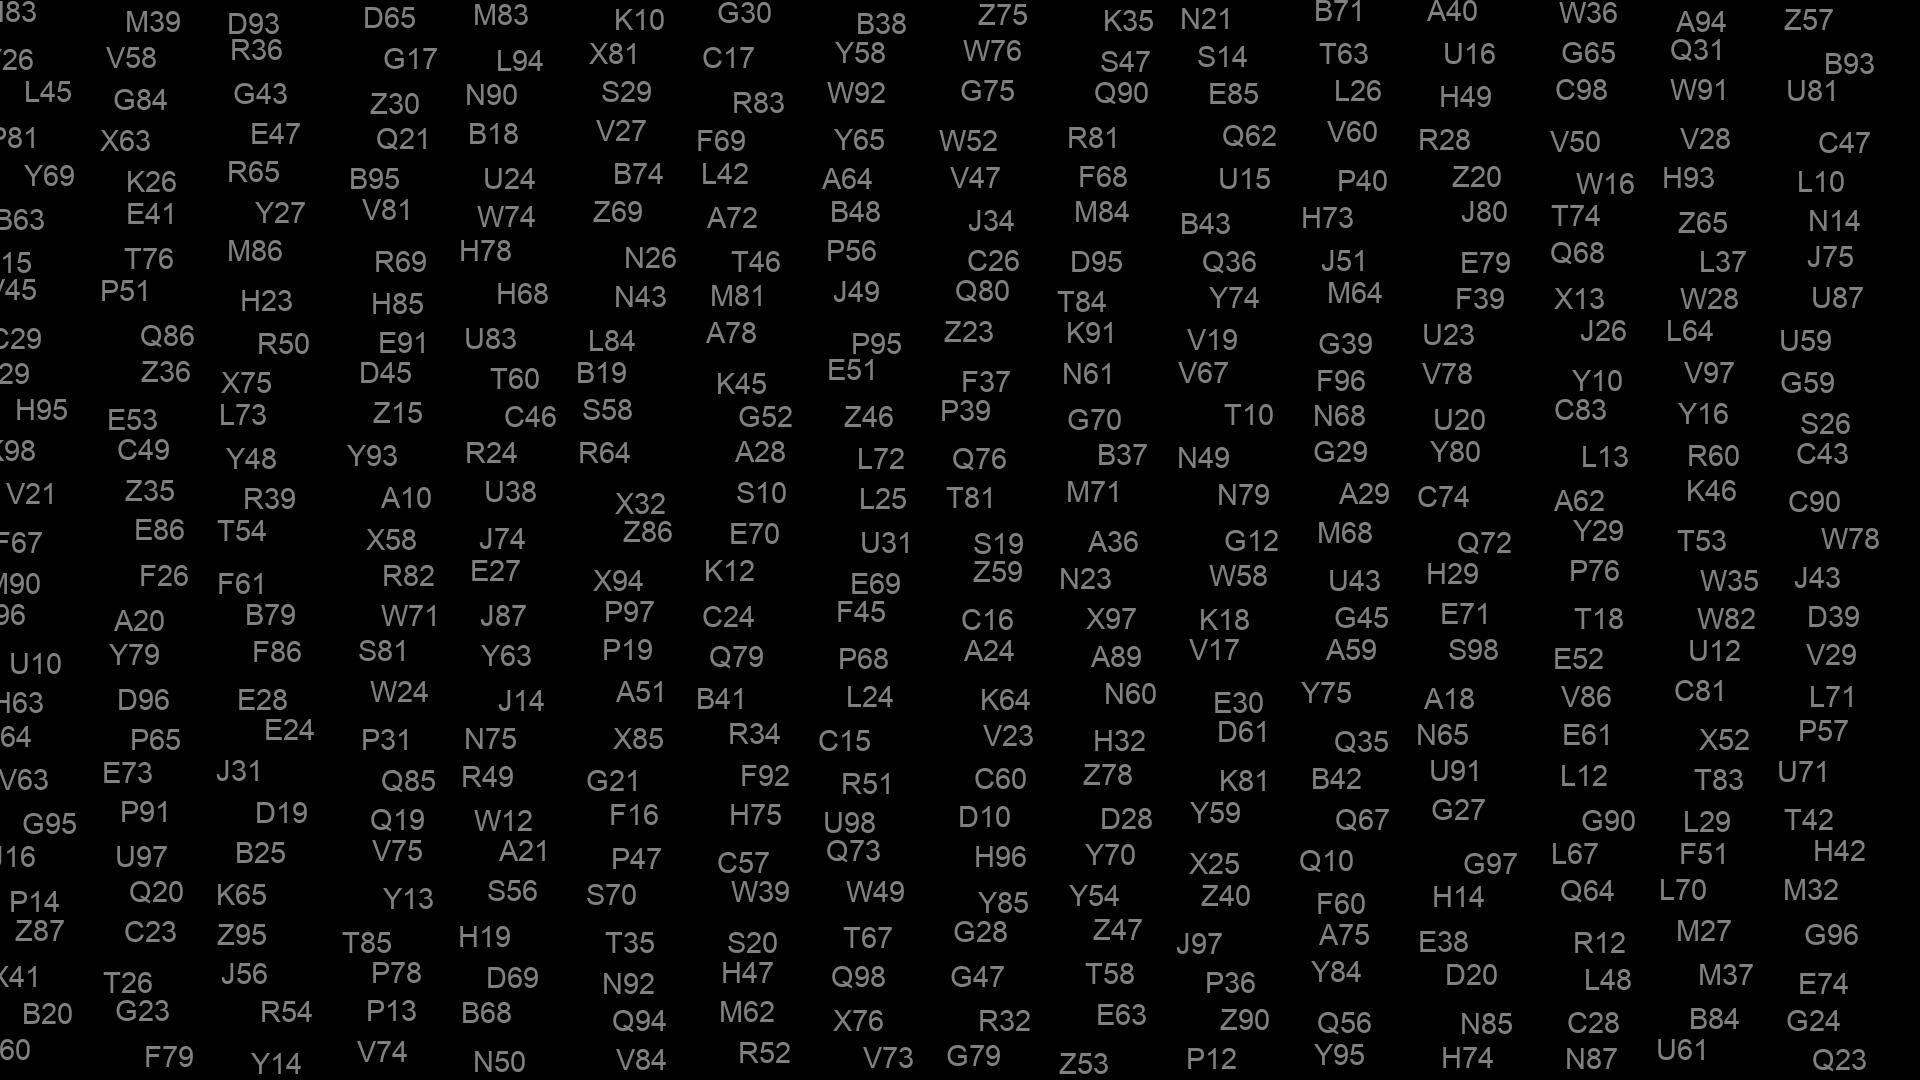 M39 D93 D65 M83 K10 G30 B38 Z75 K35 N21 B71 A40 W36 A94 Z57
V58 R36 G17 L94 X81 C17 Y58 W76 S47 S14 T63 U16 G65 Q31 B93
L45 G84 G43 Z30 N90 S29 R83 W92 G75 Q90 E85 L26 H49 C98 W91 U81
P81 X63 E47 Q21 B18 V27 F69 Y65 W52 R81 Q62 V60 R28 V50 V28 C47
Y69 K26 R65 B95 U24 B74 L42 A64 V47 F68 U15 P40 Z20 W16 H93 L10
B63 E41 Y27 V81 W74 Z69 A72 B48 J34 M84 B43 H73 J80 T74 Z65 N14
15 T76 M86 R69 H78 N26 T46 P56 C26 D95 Q36 J51 E79 Q68 L37 J75
45 P51 H23 H85 H68 N43 M81 J49 Q80 T84 Y74 M64 F39 X13 W28 U87
C29 Q86 R50 E91 U83 L84 A78 P95 Z23 K91 V19 G39 U23 J26 L64 U59
29 Z36 X75 D45 T60 B19 K45 E51 F37 N61 V67 F96 V78 Y10 V97 G59
H95 E53 L73 Z15 C46 S58 G52 Z46 P39 G70 T10 N68 U20 C83 Y16 S26
98 C49 Y48 Y93 R24 R64 A28 L72 Q76 B37 N49 G29 Y80 L13 R60 C43
V21 Z35 R39 A10 U38 X32 S10 L25 T81 M71 N79 A29 C74 A62 K46 C90
F67 E86 T54 X58 J74 Z86 E70 U31 S19 A36 G12 M68 Q72 Y29 T53 W78
M90 F26 F61 R82 E27 X94 K12 E69 Z59 N23 W58 U43 H29 P76 W35 J43
96 A20 B79 W71 J87 P97 C24 F45 C16 X97 K18 G45 E71 T18 W82 D39
U10 Y79 F86 S81 Y63 P19 Q79 P68 A24 A89 V17 A59 S98 E52 U12 V29
H63 D96 E28 W24 J14 A51 B41 L24 K64 N60 E30 Y75 A18 V86 C81 L71
64 P65 E24 P31 N75 X85 R34 C15 V23 H32 D61 Q35 N65 E61 X52 P57
V63 E73 J31 Q85 R49 G21 F92 R51 C60 Z78 K81 B42 U91 L12 T83 U71
G95 P91 D19 Q19 W12 F16 H75 U98 D10 D28 Y59 Q67 G27 G90 L29 T42
16 U97 B25 V75 A21 P47 C57 Q73 H96 Y70 X25 Q10 G97 L67 F51 H42
P14 Q20 K65 Y13 S56 S70 W39 W49 Y85 Y54 Z40 F60 H14 Q64 L70 M32
Z87 C23 Z95 T85 H19 T35 S20 T67 G28 Z47 J97 A75 E38 R12 M27 G96
41 T26 J56 P78 D69 N92 H47 Q98 G47 T58 P36 Y84 D20 L48 M37 E74
B20 G23 R54 P13 B68 Q94 M62 X76 R32 E63 Z90 Q56 N85 C28 B84 G24
60 F79 Y14 V74 N50 V84 R52 V73 G79 Z53 P12 Y95 H74 N87 U61 Q23